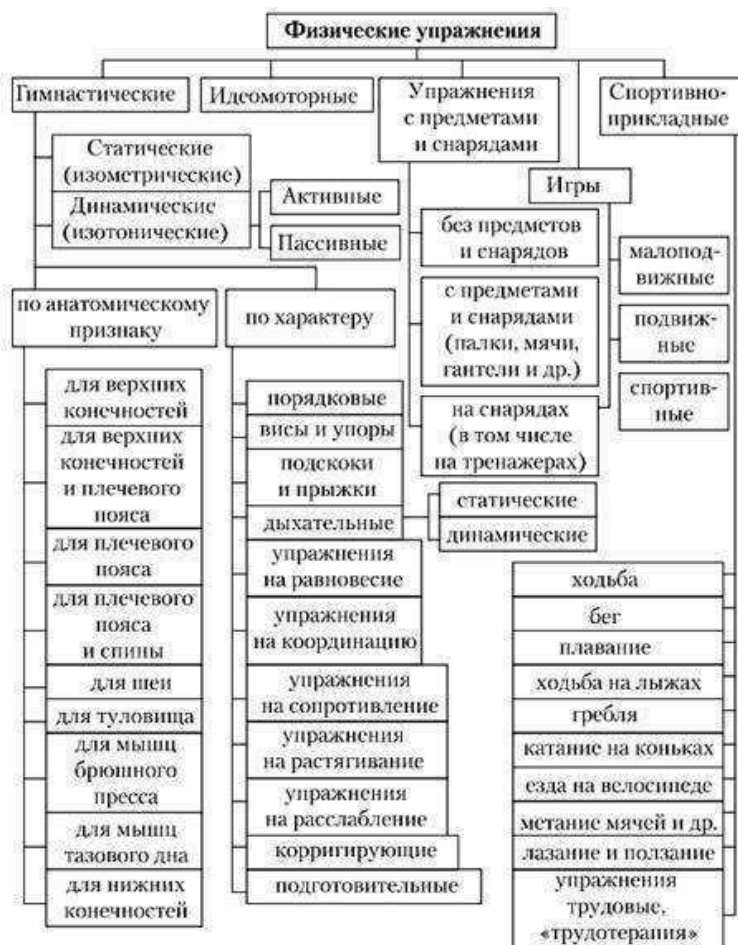 Физические упражнения
Гимнастические
Идеомоторные
Упражнения
с предметами
и снарядами
Спортивно-
прикладные
Статические
(изометрические)
Динамические
(изотонические)
Активные
Пассивные
Игры
без предметов
и снарядов
с предметами
и снарядами
(палки, мячи,
гантели и др.)
на снарядах
(в том числе
на тренажерах)
малопод-
вижные
подвиж-
ные
спортив-
ные
по анатомическому
признаку
по характеру
для верхних
конечностей
для верхних
конечностей
и плечевого
пояса
для плечевого
пояса
для плечевого
пояса
и спины
для шеи
для туловища
для мышц
брюшного
пресса
для мышц
тазового дна
для нижних
конечностей
порядковые
висы и упоры
подскоки
и прыжки
дыхательные
статические
динамические
упражнения
на равновесие
упражнения
на координацию
упражнения
на сопротивление
упражнения
на растягивание
упражнения
на расслабление
корригирующие
подготовительные
ходьба
бег
плавание
ходьба на лыжах
гребля
катание на коньках
езда на велосипеде
метание мячей и др.
лазание и ползание
упражнения
трудовые,
«трудотерапия»